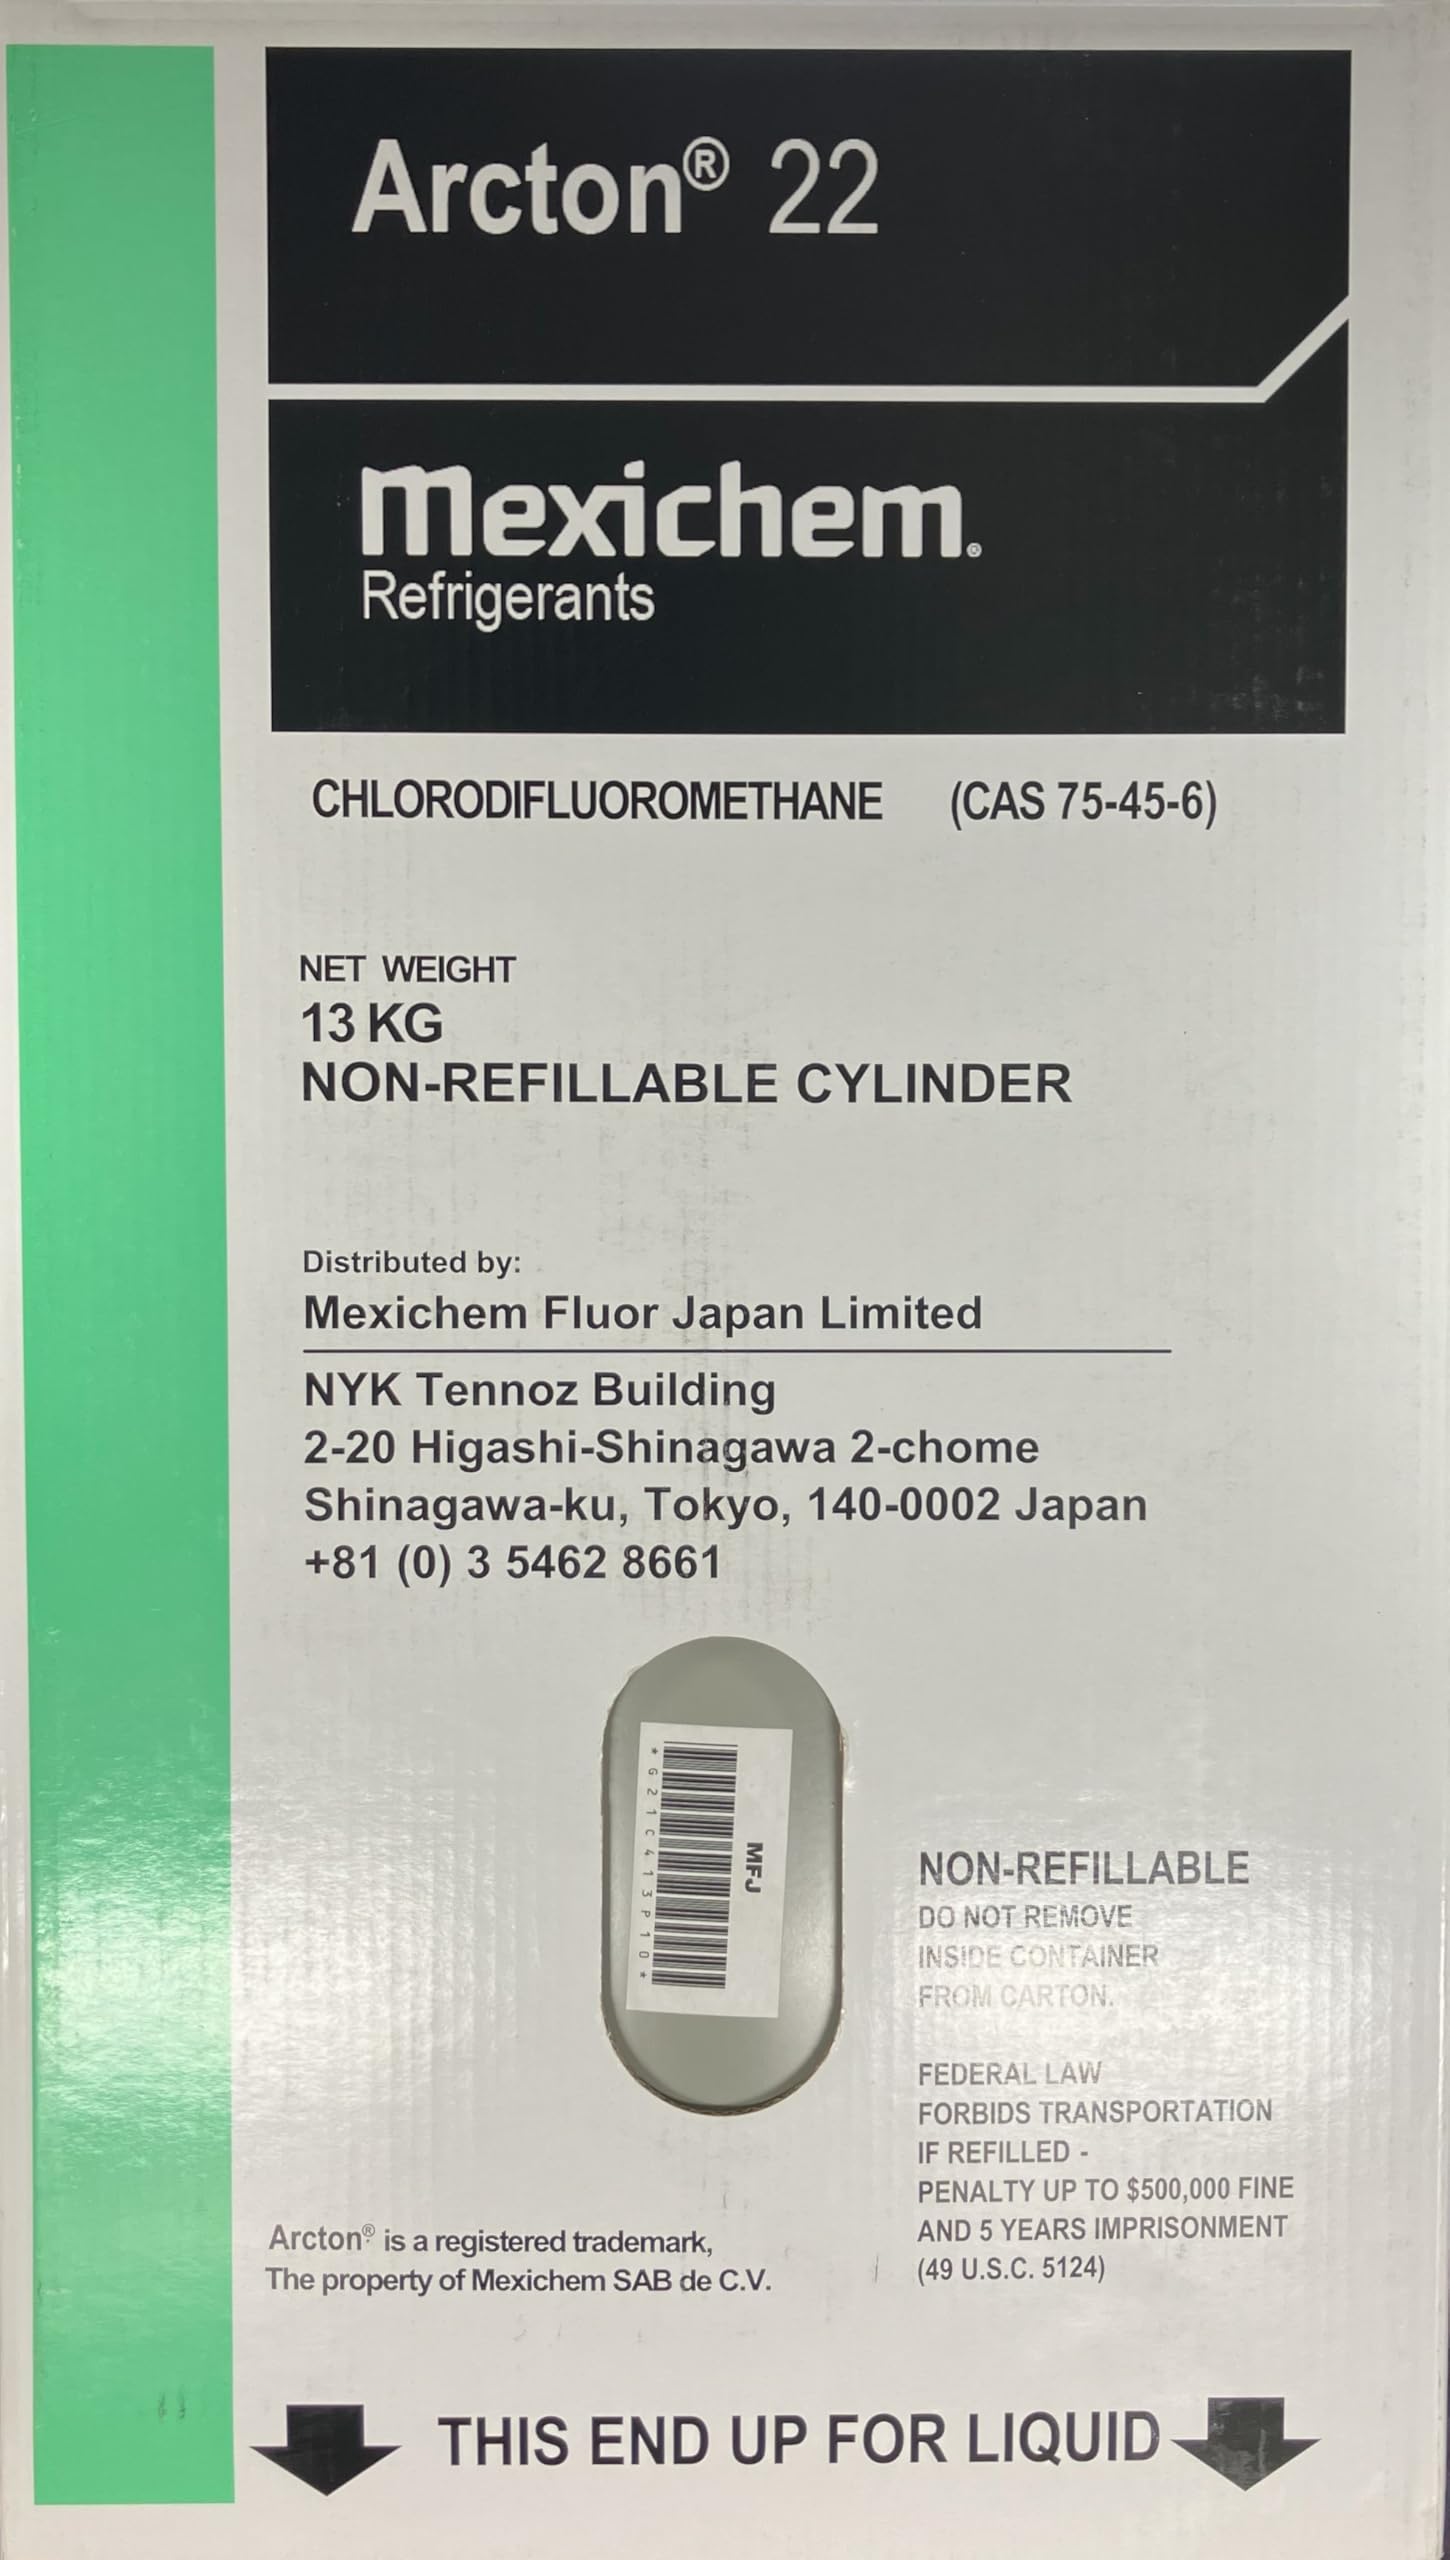 Arcton® 22
mexichem.®
Refrigerants
CHLORODIFLUOROMETHANE (CAS 75-45-6)
NET WEIGHT
13 KG
NON-REFILLABLE CYLINDER
Distributed by:
Mexichem Fluor Japan Limited
NYK Tennoz Building
2-20 Higashi-Shinagawa 2-chome
Shinagawa-ku, Tokyo, 140-0002 Japan
+81 (0) 3 5462 8661
MFJ
*G21C413P10*
NON-REFILLABLE
DO NOT REMOVE
INSIDE CONTAINER
FROM CARTON.
FEDERAL LAW
FORBIDS TRANSPORTATION
IF REFILLED -
PENALTY UP TO $500,000 FINE
AND 5 YEARS IMPRISONMENT
(49 U.S.C. 5124)
Arcton® is a registered trademark,
The property of Mexichem SAB de C.V.
THIS END UP FOR LIQUID